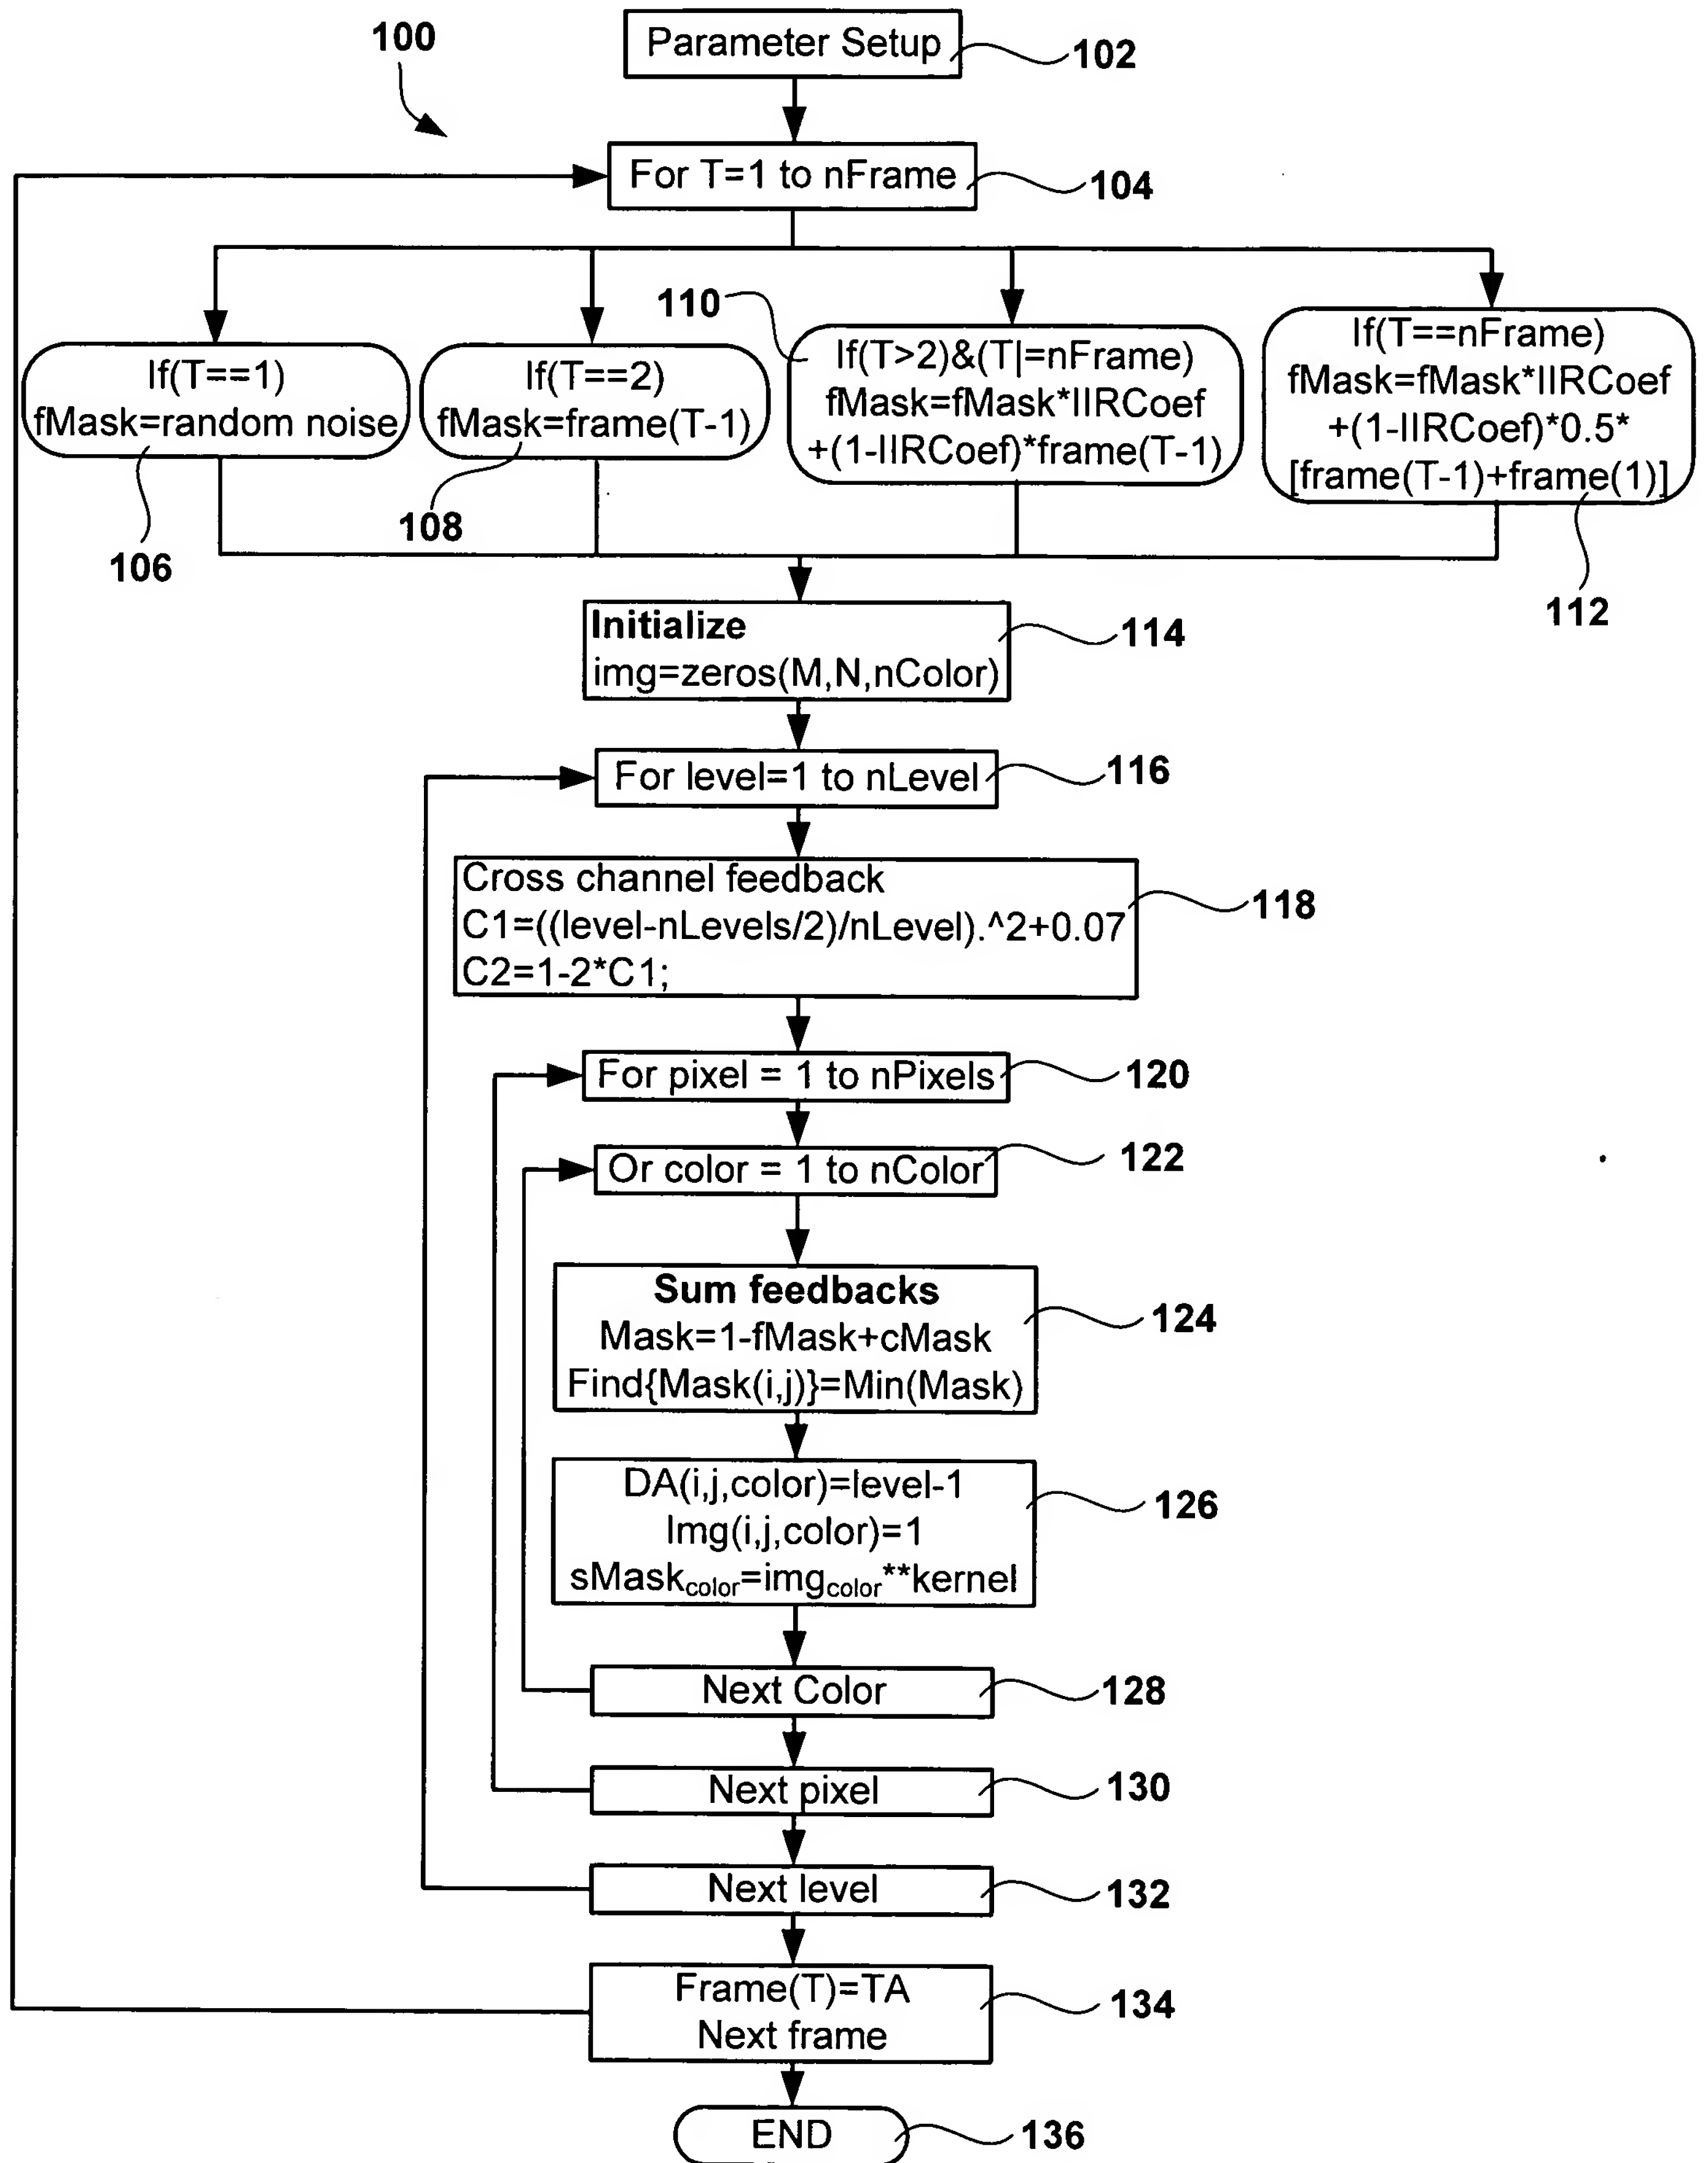 100
Parameter Setup
102
For T=1 to nFrame
104
If(T==1)
fMask=random noise
106
If(T==2)
fMask=frame(T-1)
108
110
If(T>2)&(T|=nFrame)
fMask=fMask*IIRCoef
+(1-IIRCoef)*frame(T-1)
If(T==nFrame)
fMask=fMask*IIRCoef
+(1-IIRCoef)*0.5*
[frame(T-1)+frame(1)]
112
Initialize
img=zeros(M,N,nColor)
114
For level=1 to nLevel
116
Cross channel feedback
C1=((level-nLevels/2)/nLevel).^2+0.07
C2=1-2*C1;
118
For pixel = 1 to nPixels
120
Or color = 1 to nColor
122
Sum feedbacks
Mask=1-fMask+cMask
Find{Mask(i,j)}=Min(Mask)
124
DA(i,j,color)=level-1
Img(i,j,color)=1
sMaskcolor=imgcolor**kernel
126
Next Color
128
Next pixel
130
Next level
132
Frame(T)=TA
Next frame
134
END
136